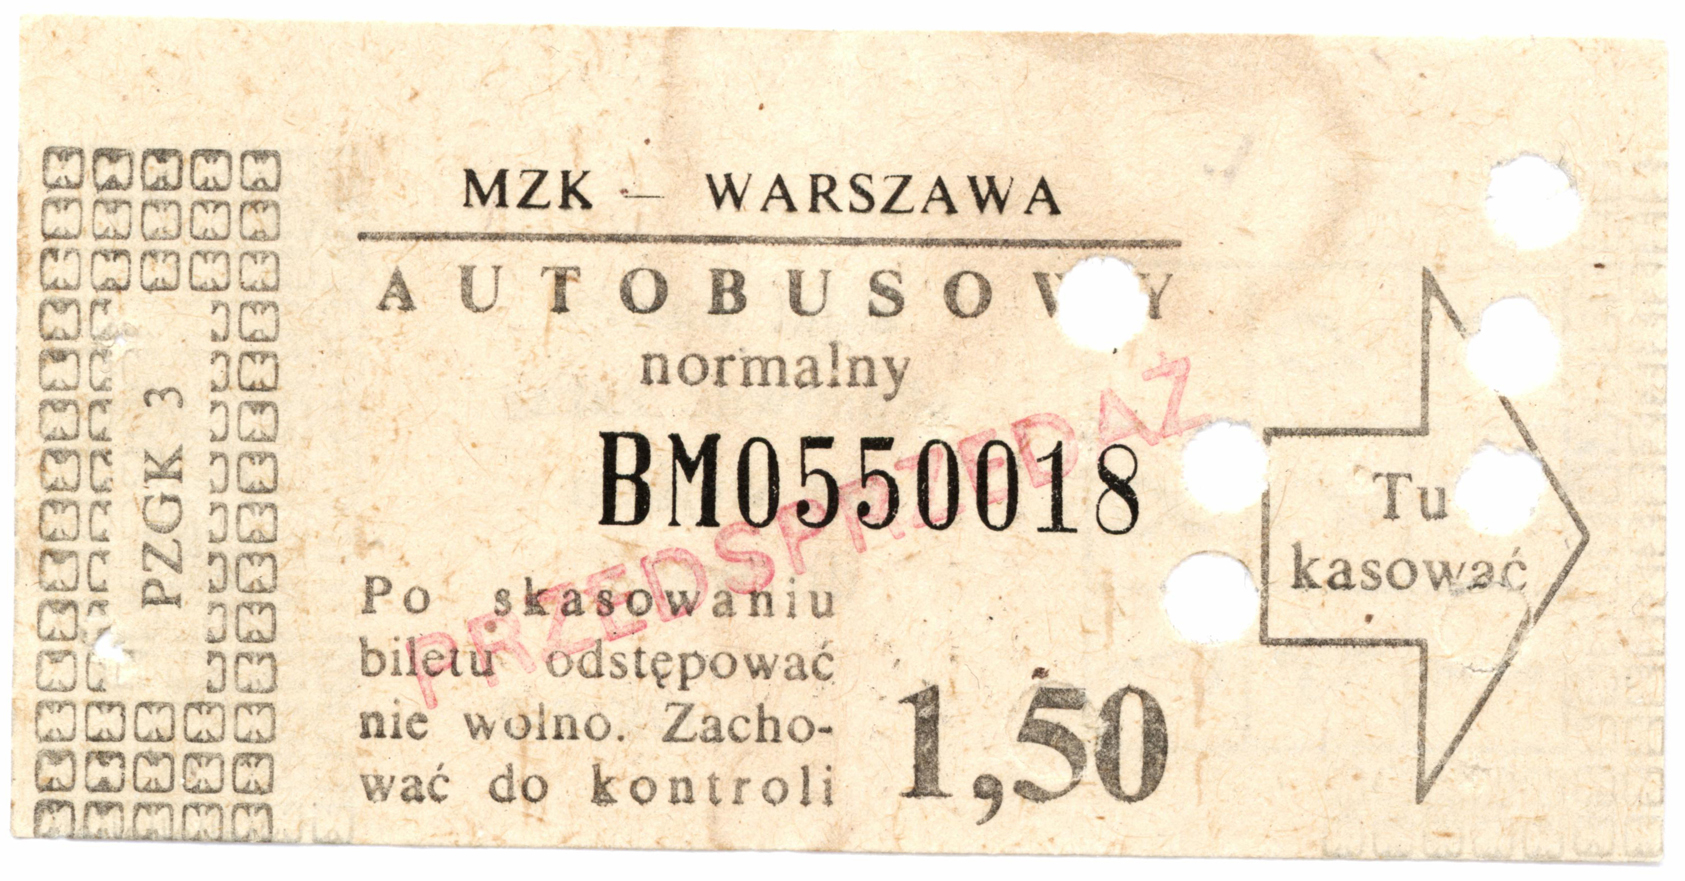 MZK — WARSZAWA
AUTOBUSOWY
normalny
BM0550018
PRZEDSPRZEDAŻ
Po skasowaniu
biletu odstępować
nie wolno. Zacho-
wać do kontroli
1,50
Tu
kasować
PZGK 3